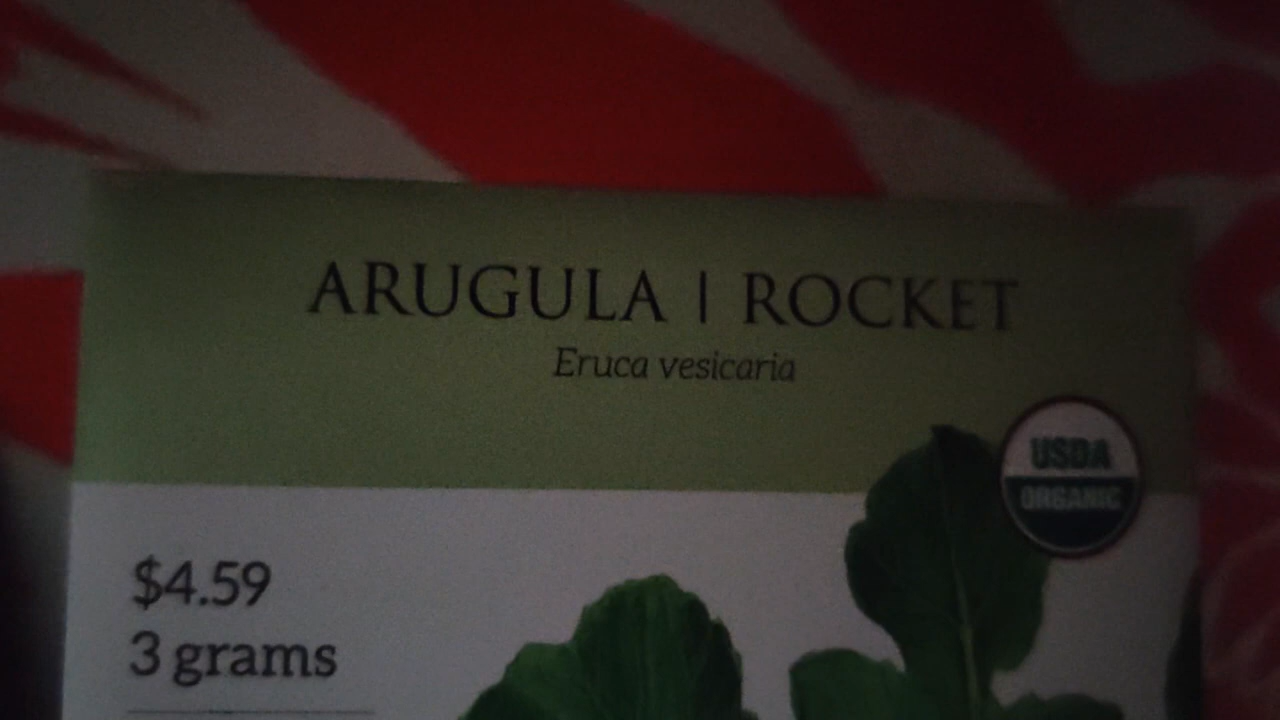 ARUGULA | ROCKET
Eruca vesicaria
USDA
ORGANIC
$4.59
3 grams